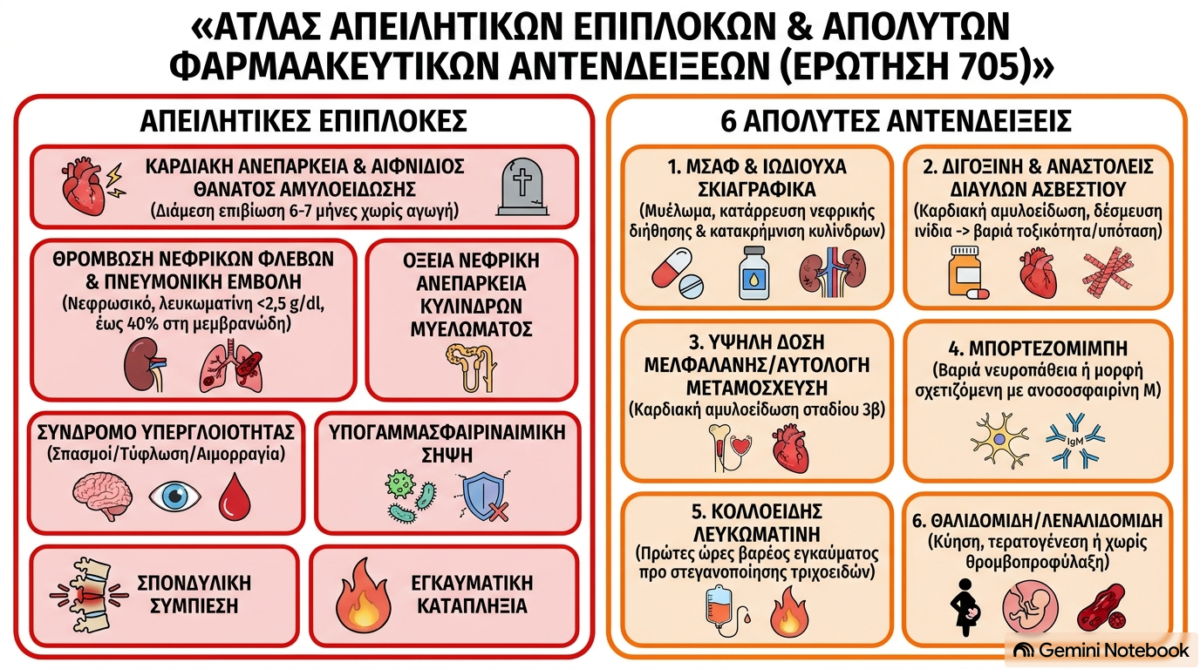 «ΑΤΛΑΣ ΑΠΕΙΛΗΤΙΚΩΝ ΕΠΙΠΛΟΚΩΝ & ΑΠΟΛΥΤΩΝ
ΦΑΡΜΑΑΚΕΥΤΙΚΩΝ ΑΝΤΕΝΔΕΙΞΕΩΝ (ΕΡΩΤΗΣΗ 705)»
ΑΠΕΙΛΗΤΙΚΕΣ ΕΠΙΠΛΟΚΕΣ
ΚΑΡΔΙΑΚΗ ΑΝΕΠΑΡΚΕΙΑ & ΑΙΦΝΙΔΙΟΣ
ΘΑΝΑΤΟΣ ΑΜΥΛΟΕΙΔΩΣΗΣ
(Διάμεση επιβίωση 6-7 μήνες χωρίς αγωγή)
ΘΡΟΜΒΩΣΗ ΝΕΦΡΙΚΩΝ ΦΛΕΒΩΝ
& ΠΝΕΥΜΟΝΙΚΗ ΕΜΒΟΛΗ
(Νεφρωσικό, λευκωματίνη <2,5 g/dl,
έως 40% στη μεμβρανώδη)
ΟΞΕΙΑ ΝΕΦΡΙΚΗ
ΑΝΕΠΑΡΚΕΙΑ
ΚΥΛΙΝΔΡΩΝ
ΜΥΕΛΩΜΑΤΟΣ
ΣΥΝΔΡΟΜΟ ΥΠΕΡΓΛΟΙΟΤΗΤΑΣ
(Σπασμοί/Τύφλωση/Αιμορραγία)
ΥΠΟΓΑΜΜΑΣΦΑΙΡΙΝΑΙΜΙΚΗ
ΣΗΨΗ
ΣΠΟΝΔΥΛΙΚΗ
ΣΥΜΠΙΕΣΗ
ΕΓΚΑΥΜΑΤΙΚΗ
ΚΑΤΑΠΛΗΞΙΑ
6 ΑΠΟΛΥΤΕΣ ΑΝΤΕΝΔΕΙΞΕΙΣ
1. ΜΣΑΦ & ΙΩΔΙΟΥΧΑ
ΣΚΙΑΓΡΑΦΙΚΑ
(Μυέλωμα, κατάρρευση νεφρικής
διήθησης & κατακρήμνιση κυλίνδρων)
2. ΔΙΓΟΞΙΝΗ & ΑΝΑΣΤΟΛΕΙΣ
ΔΙΑΥΛΩΝ ΑΣΒΕΣΤΙΟΥ
(Καρδιακή αμυλοείδωση, δέσμευση
ινίδια -> βαριά τοξικότητα/υπόταση)
3. ΥΨΗΛΗ ΔΟΣΗ
ΜΕΛΦΑΛΑΝΗΣ/ΑΥΤΟΛΟΓΗ
ΜΕΤΑΜΟΣΧΕΥΣΗ
(Καρδιακή αμυλοείδωση σταδίου 3β)
4. ΜΠΟΡΤΕΖΟΜΙΜΠΗ
(Βαριά νευροπάθεια ή μορφή
σχετιζόμενη με ανοσοσφαιρίνη Μ)
IgM
5. ΚΟΛΛΟΕΙΔΗΣ
ΛΕΥΚΩΜΑΤΙΝΗ
(Πρώτες ώρες βαρέος εγκαύματος
προ στεγανοποίησης τριχοειδών)
6. ΘΑΛΙΔΟΜΙΔΗ/ΛΕΝΑΛΙΔΟΜΙΔΗ
(Κύηση, τερατογένεση ή χωρίς
θρομβοπροφύλαξη)
Gemini Notebook